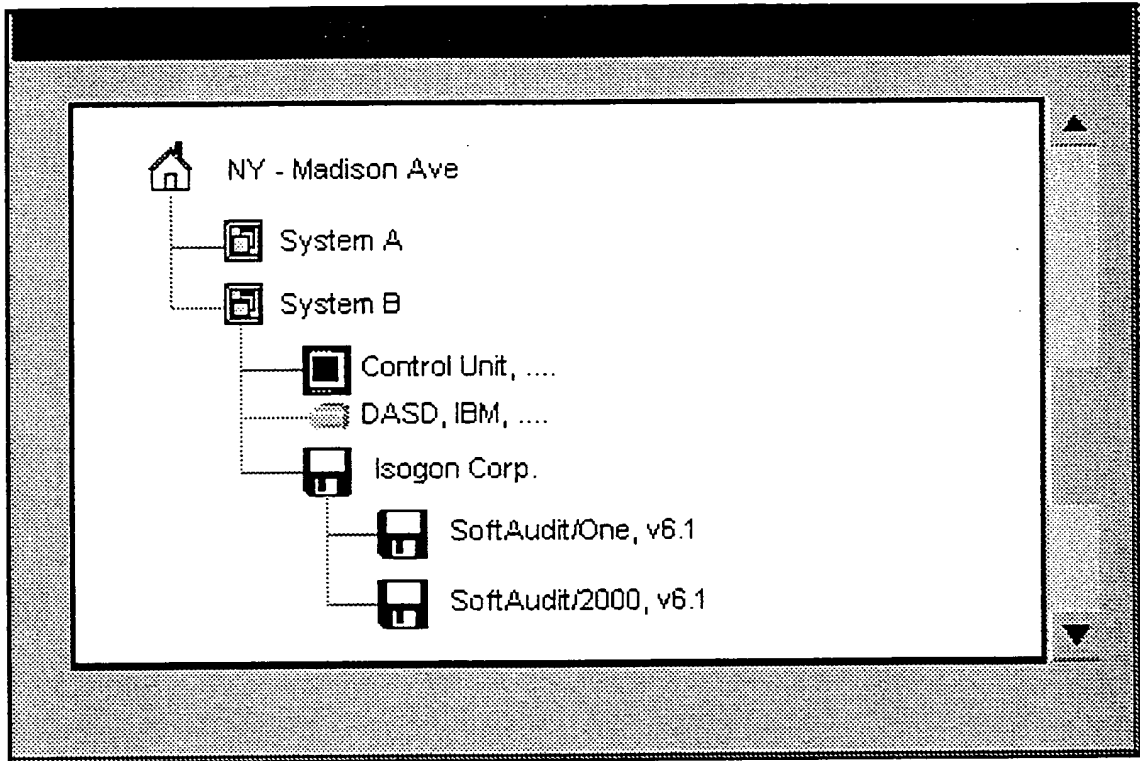 NY - Madison Ave
System A
System B
Control Unit, ....
DASD, IBM, ....
Isogon Corp.
SoftAudit/One, v6.1
SoftAudit/2000, v6.1